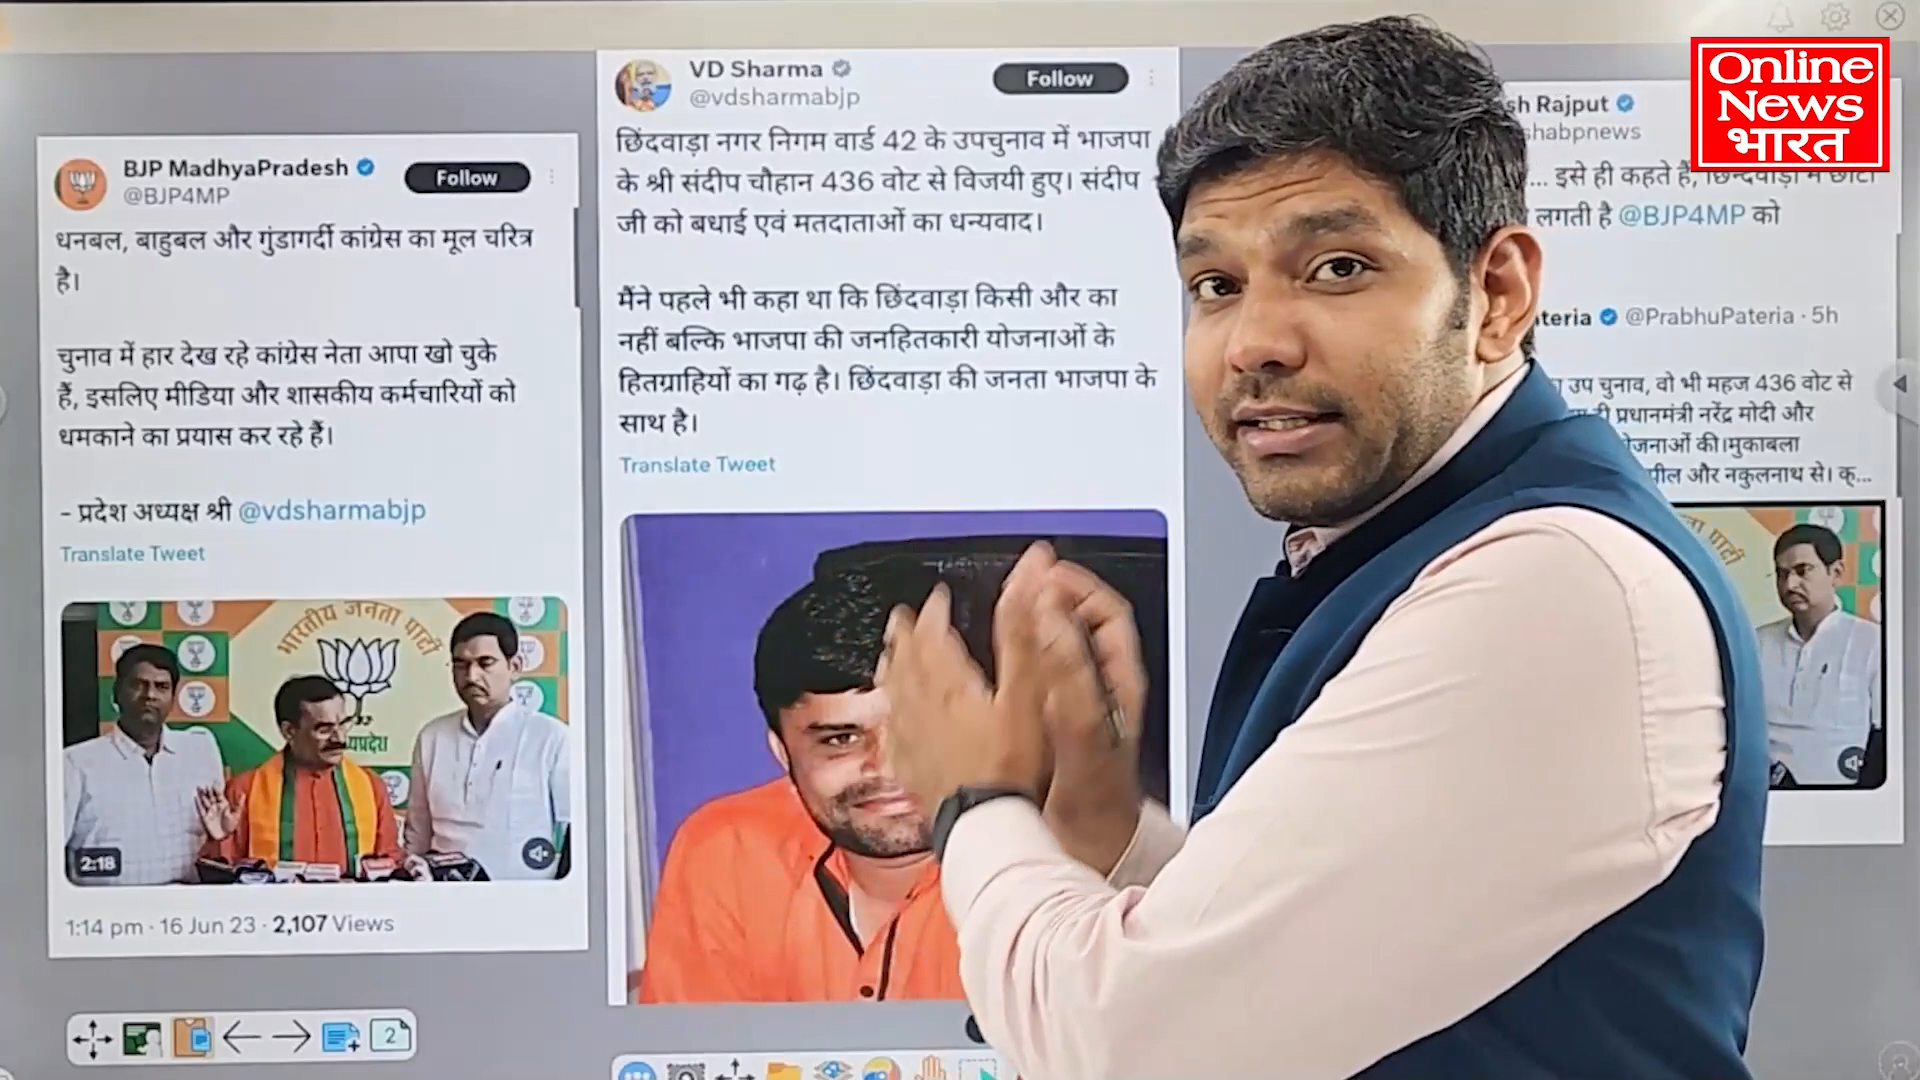 BJP MadhyaPradesh
@BJP4MP
Follow
धनबल, बाहुबल और गुंडागर्दी कांग्रेस का मूल चरित्र
है।
चुनाव में हार देख रहे कांग्रेस नेता आपा खो चुके
हैं, इसलिए मीडिया और शासकीय कर्मचारियों को
धमकाने का प्रयास कर रहे हैं।
- प्रदेश अध्यक्ष श्री @vdsharmabjp
Translate Tweet
भारतीय जनता पार्टी
2:18
1:14 pm · 16 Jun 23 · 2,107 Views
2
VD Sharma
@vdsharmabjp
Follow
छिंदवाड़ा नगर निगम वार्ड 42 के उपचुनाव में भाजपा
के श्री संदीप चौहान 436 वोट से विजयी हुए। संदीप
जी को बधाई एवं मतदाताओं का धन्यवाद।
मैंने पहले भी कहा था कि छिंदवाड़ा किसी और का
नहीं बल्कि भाजपा की जनहितकारी योजनाओं के
हितग्राहियों का गढ़ है। छिंदवाड़ा की जनता भाजपा के
साथ है।
Translate Tweet
Online
News
भारत
sh Rajput
shabpnews
... इसे ही कहते हैं,
लगती है @BJP4MP को
ateria @PrabhuPateria · 5h
उप चुनाव, वो भी महज 436 वोट से
प्रधानमंत्री नरेंद्र मोदी और
जनाओं की।मुकाबला
और नकुलनाथ से। क्...
पार्टी